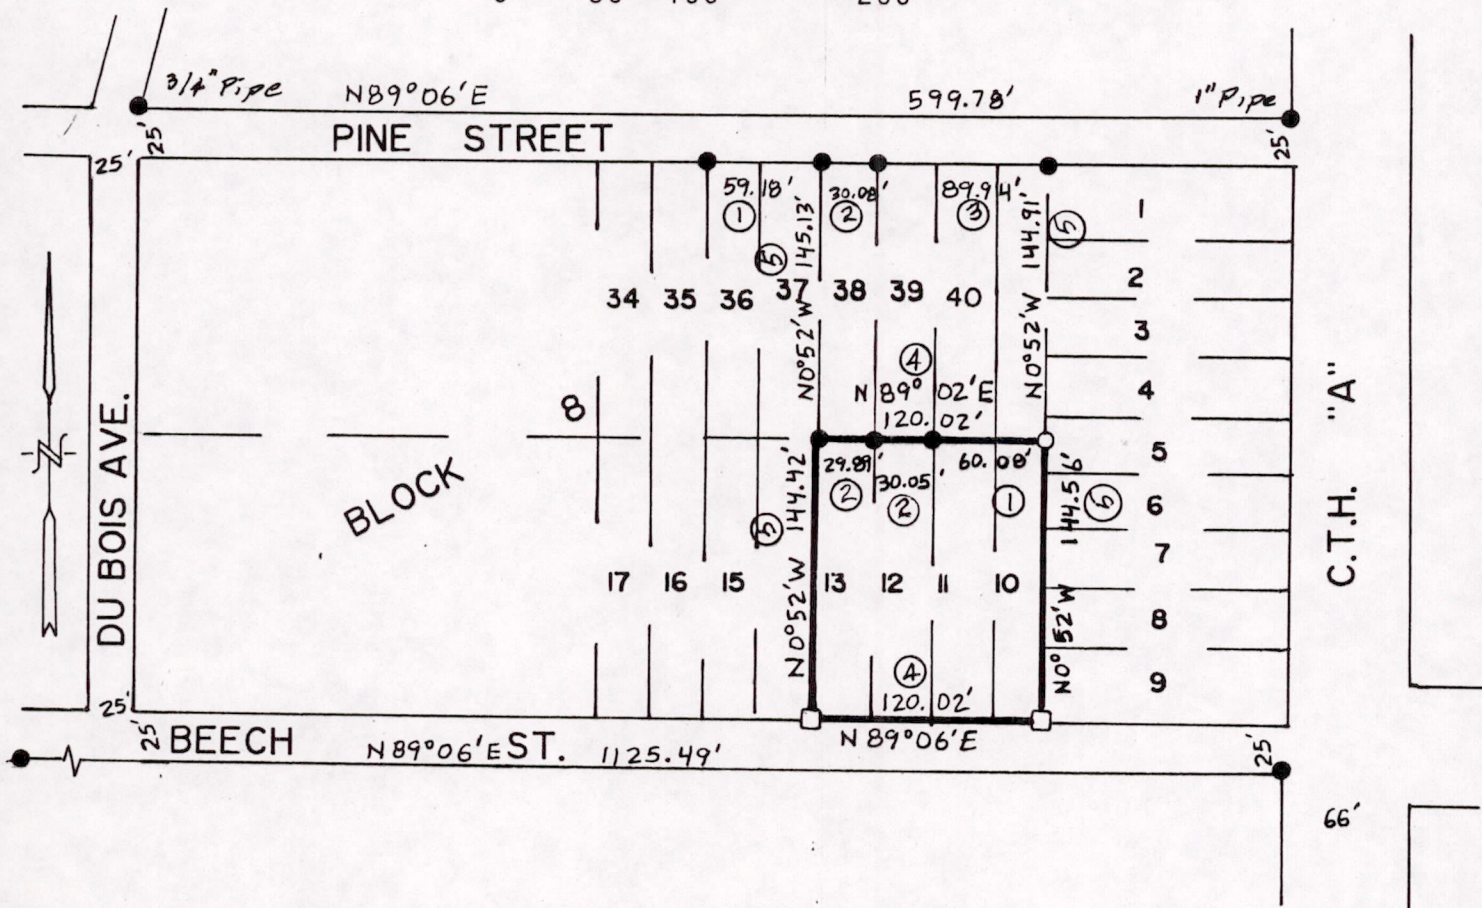 3/4" Pipe
N89°06'E
599.78'
1" Pipe
25'
PINE STREET
25'
25'
59.18'
30.08'
89.94'
1
2
3
5
5
N0°52'W 145.13'
N0°52'W 144.91'
1
2
3
4
5
6
7
8
9
34 35 36 37 38 39 40
4
N 89° 02'E
120.02'
8
BLOCK
N
DU BOIS AVE.
C.T.H. "A"
29.89'
30.05'
60.08'
2
2
1
5
5
N0°52'W 144.42'
N0°52'W 144.56'
17 16 15 13 12 11 10
4
120.02'
25'
25'
BEECH ST.
N89°06'E
1125.49'
N89°06'E
25'
66'